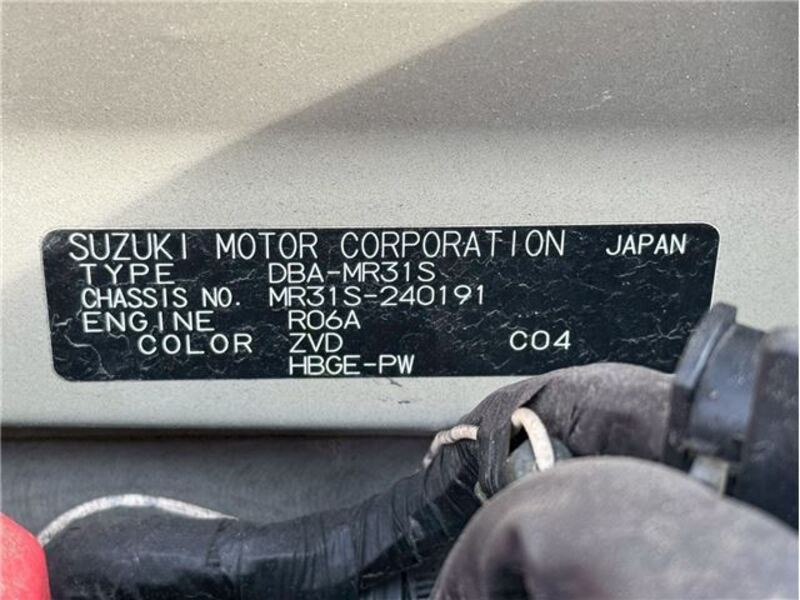 SUZUKI MOTOR CORPORATION JAPAN
TYPE DBA-MR31S
CHASSIS NO. MR31S-240191
ENGINE R06A
COLOR ZVD C04
HBGE-PW